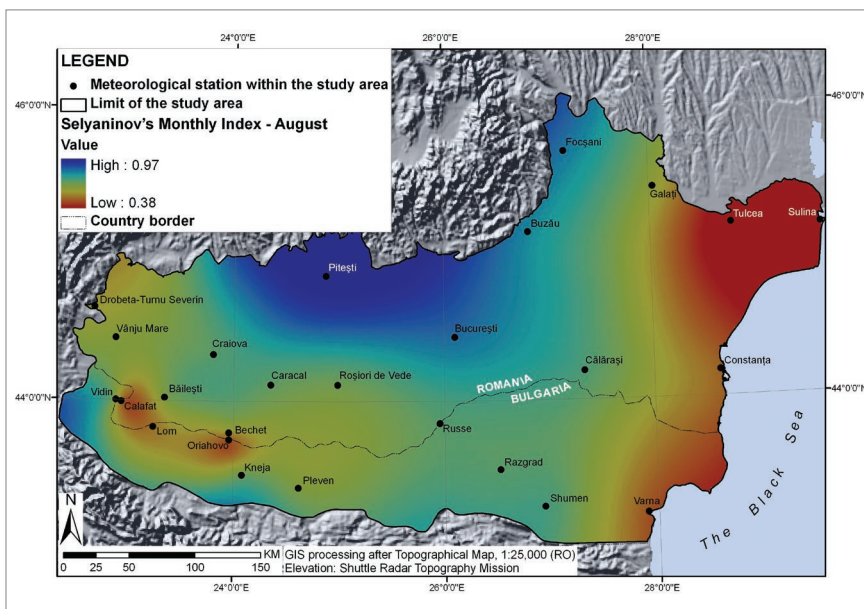 24°0'0"E 26°0'0"E 28°0'0"E
LEGEND
Meteorological station within the study area
Limit of the study area
Selyaninov's Monthly Index - August
Value
High : 0.97
Low : 0.38
Country border
46°0'0"N 46°0'0"N
Focșani
Galați
Tulcea Sulina
Buzău
Pitești
Drobeta-Turnu Severin
Vânju Mare
București
Craiova
Călărași Constanța
Caracal Roșiori de Vede
44°0'0"N 44°0'0"N
ROMANIA
BULGARIA
Vidin Băilești
Calafat
Lom Bechet
Oriahovo
Russe
Kneja
Pleven
Razgrad
Shumen Varna
The Black Sea
N
0 25 50 100 150 KM
GIS processing after Topographical Map, 1:25,000 (RO)
Elevation: Shuttle Radar Topography Mission
24°0'0"E 26°0'0"E 28°0'0"E